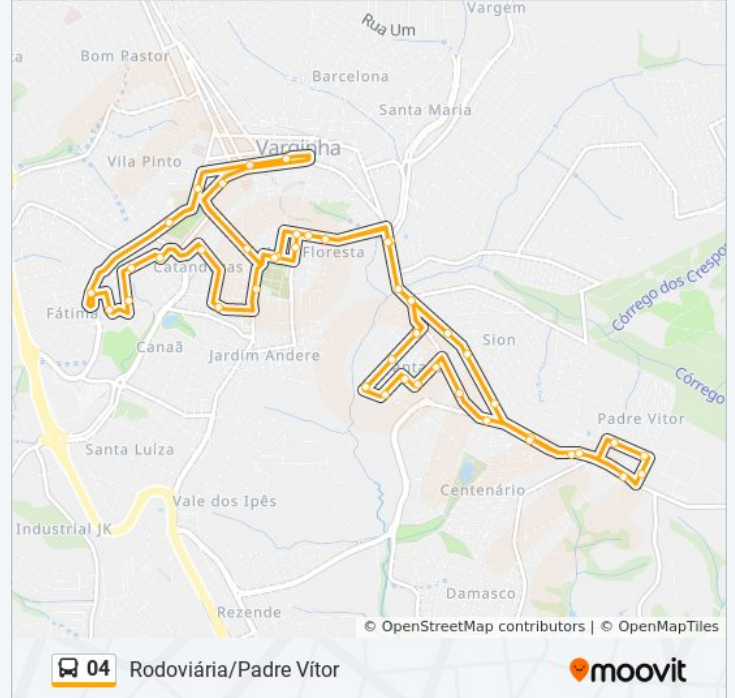 Vargem
Rua Um
Bom Pastor
Barcelona
Santa Maria
Varginha
Vila Pinto
Floresta
Catanduvas
Córrego dos Crespo
Fátima
Canaã
Jardim Andere
Sion
Córrego
Padre Vitor
Santa Luíza
Centenário
Vale dos Ipês
Industrial JK
Damasco
Rezende
© OpenStreetMap contributors | © OpenMapTiles
04 Rodoviária/Padre Vítor
moovit